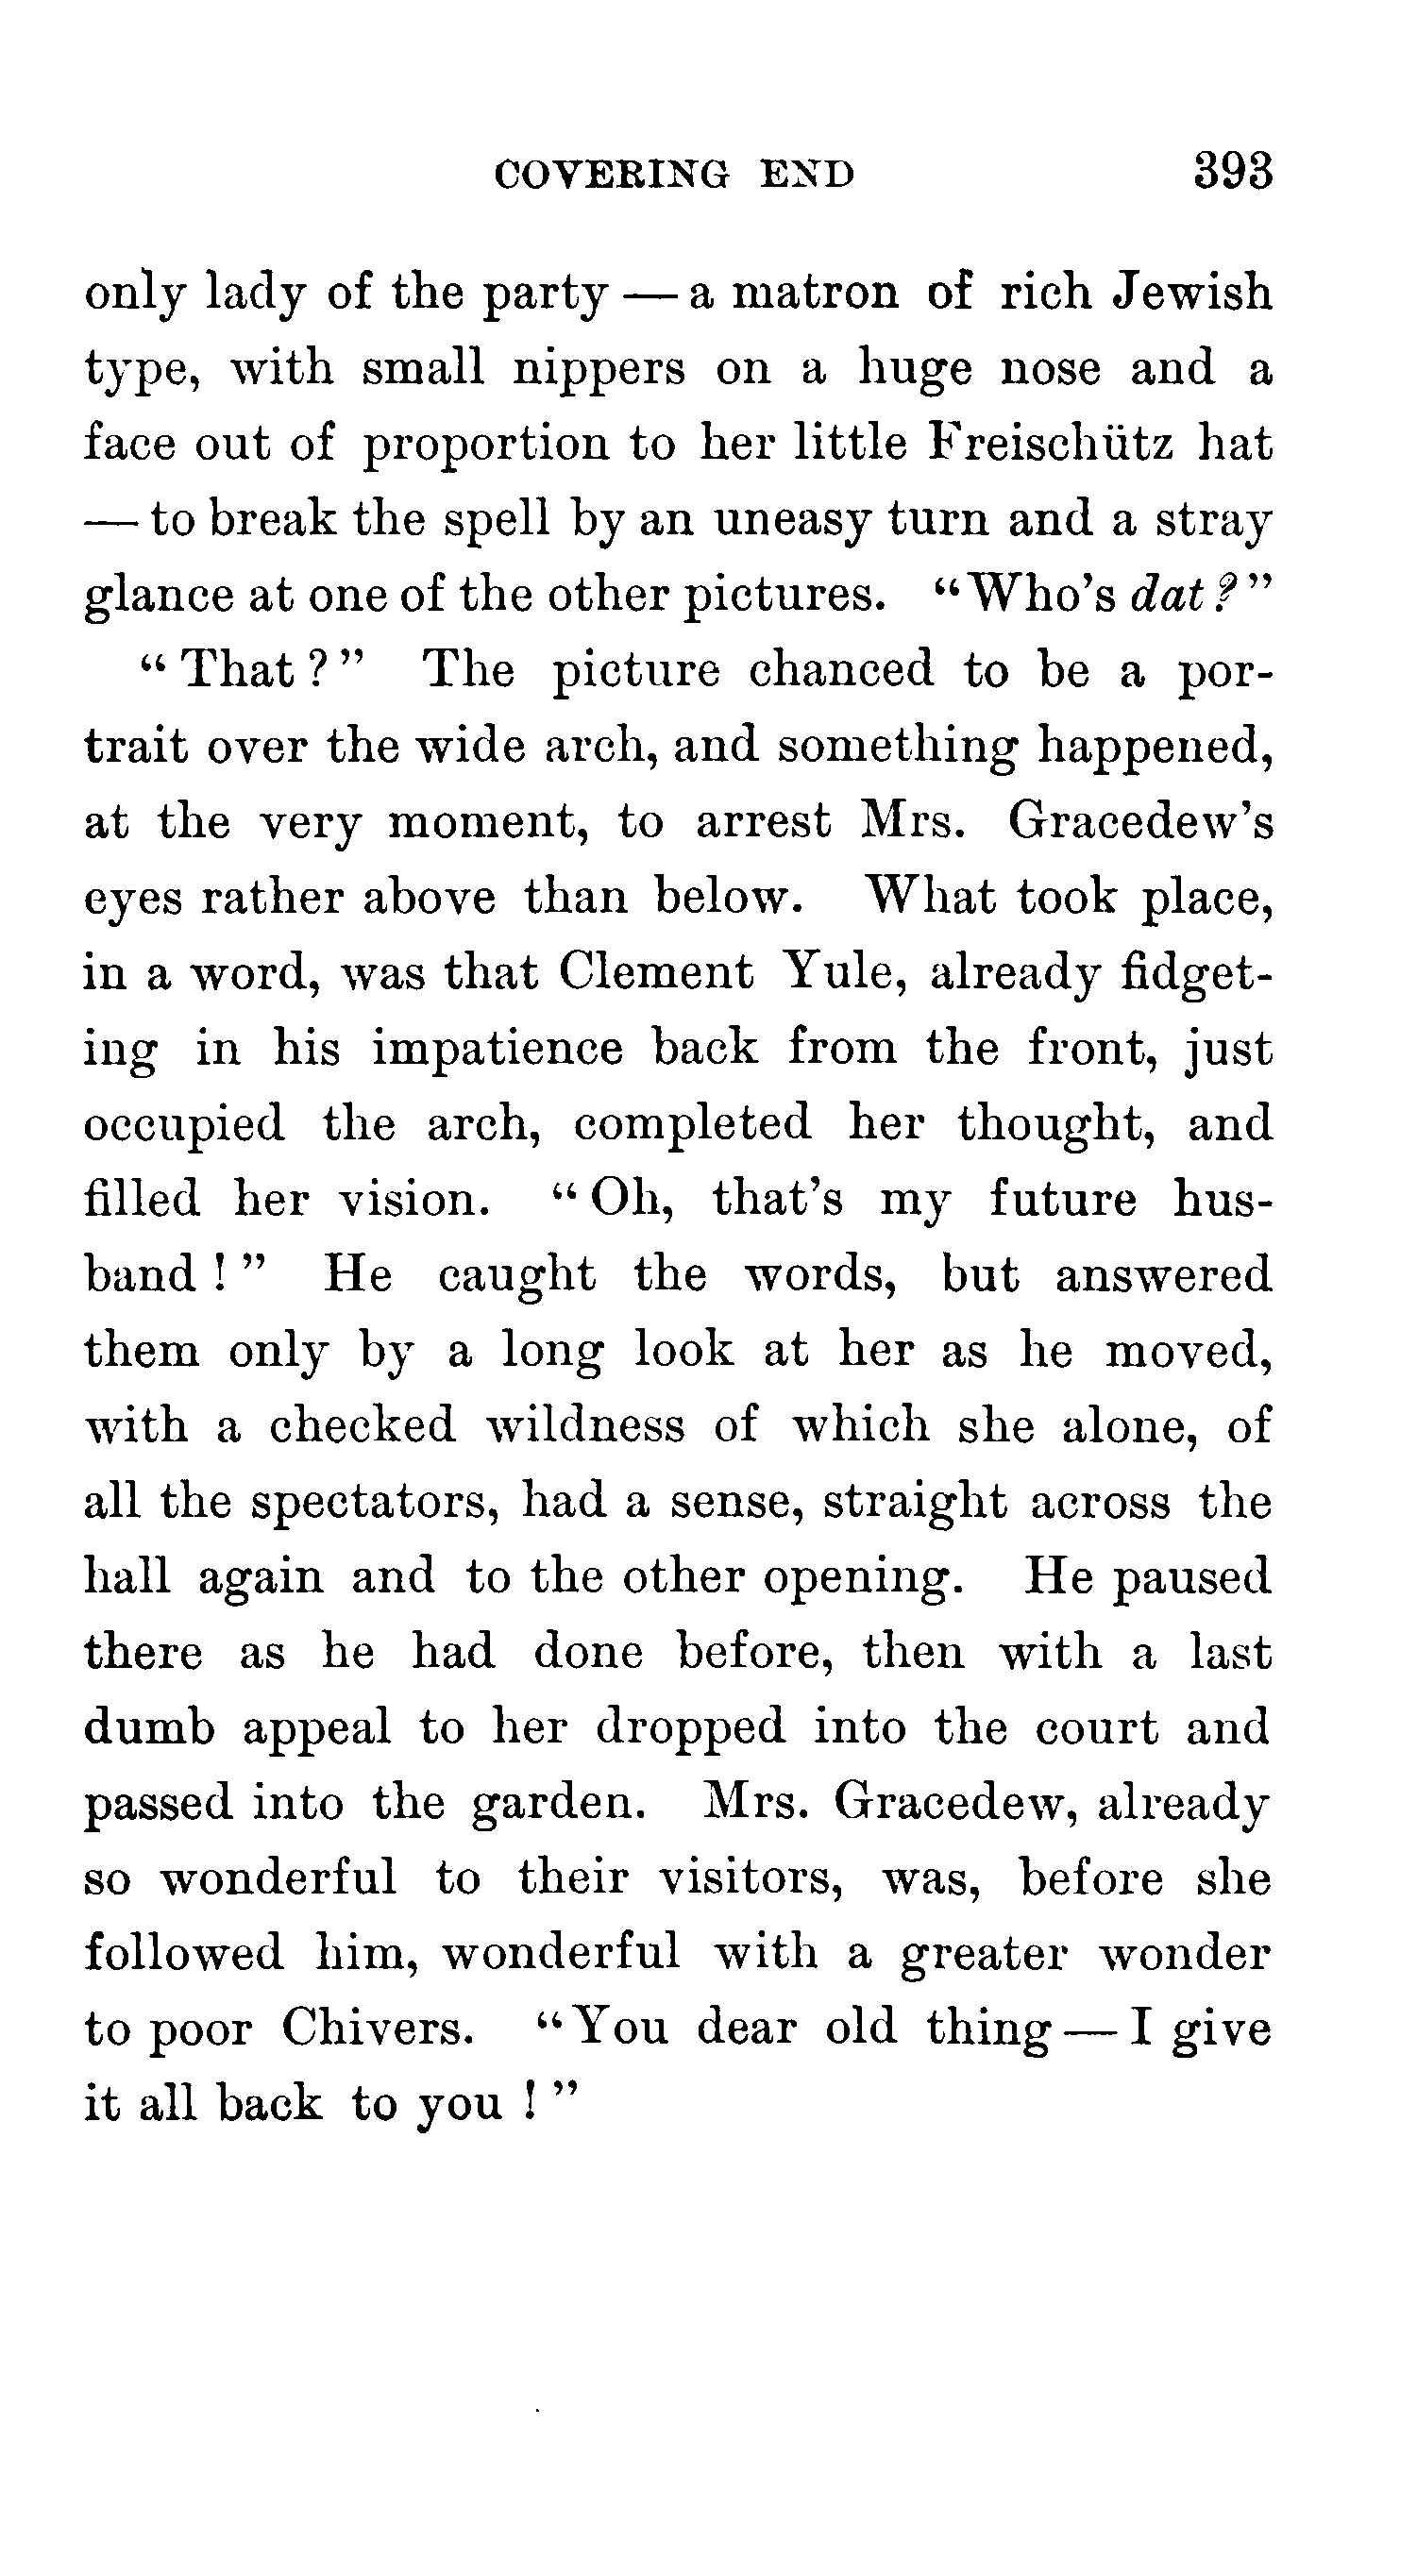 COVERING END 393
only lady of the party — a matron of rich Jewish
type, with small nippers on a huge nose and a
face out of proportion to her little Freischütz hat
— to break the spell by an uneasy turn and a stray
glance at one of the other pictures. “Who’s dat?”
“That?” The picture chanced to be a por-
trait over the wide arch, and something happened,
at the very moment, to arrest Mrs. Gracedew’s
eyes rather above than below. What took place,
in a word, was that Clement Yule, already fidget-
ing in his impatience back from the front, just
occupied the arch, completed her thought, and
filled her vision. “Oh, that’s my future hus-
band!” He caught the words, but answered
them only by a long look at her as he moved,
with a checked wildness of which she alone, of
all the spectators, had a sense, straight across the
hall again and to the other opening. He paused
there as he had done before, then with a last
dumb appeal to her dropped into the court and
passed into the garden. Mrs. Gracedew, already
so wonderful to their visitors, was, before she
followed him, wonderful with a greater wonder
to poor Chivers. “You dear old thing — I give
it all back to you!”